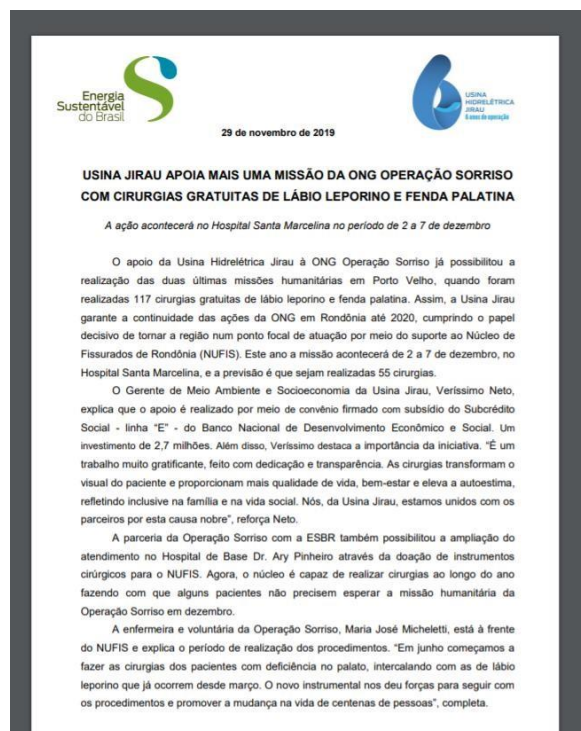 Energia
Sustentável
do Brasil
USINA
HIDRELÉTRICA
JIRAU
6 anos de operação
29 de novembro de 2019
USINA JIRAU APOIA MAIS UMA MISSÃO DA ONG OPERAÇÃO SORRISO
COM CIRURGIAS GRATUITAS DE LÁBIO LEPORINO E FENDA PALATINA
A ação acontecerá no Hospital Santa Marcelina no período de 2 a 7 de dezembro
O apoio da Usina Hidrelétrica Jirau à ONG Operação Sorriso já possibilitou a
realização das duas últimas missões humanitárias em Porto Velho, quando foram
realizadas 117 cirurgias gratuitas de lábio leporino e fenda palatina. Assim, a Usina Jirau
garante a continuidade das ações da ONG em Rondônia até 2020, cumprindo o papel
decisivo de tornar a região num ponto focal de atuação por meio do suporte ao Núcleo de
Fissurados de Rondônia (NUFIS). Este ano a missão acontecerá de 2 a 7 de dezembro, no
Hospital Santa Marcelina, e a previsão é que sejam realizadas 55 cirurgias.
O Gerente de Meio Ambiente e Socioeconomia da Usina Jirau, Veríssimo Neto,
explica que o apoio é realizado por meio de convênio firmado com subsídio do Subcrédito
Social - linha “E” - do Banco Nacional de Desenvolvimento Econômico e Social. Um
investimento de 2,7 milhões. Além disso, Veríssimo destaca a importância da iniciativa. “É um
trabalho muito gratificante, feito com dedicação e transparência. As cirurgias transformam o
visual do paciente e proporcionam mais qualidade de vida, bem-estar e eleva a autoestima,
refletindo inclusive na família e na vida social. Nós, da Usina Jirau, estamos unidos com os
parceiros por esta causa nobre”, reforça Neto.
A parceria da Operação Sorriso com a ESBR também possibilitou a ampliação do
atendimento no Hospital de Base Dr. Ary Pinheiro através da doação de instrumentos
cirúrgicos para o NUFIS. Agora, o núcleo é capaz de realizar cirurgias ao longo do ano
fazendo com que alguns pacientes não precisem esperar a missão humanitária da
Operação Sorriso em dezembro.
A enfermeira e voluntária da Operação Sorriso, Maria José Micheletti, está à frente
do NUFIS e explica o período de realização dos procedimentos. “Em junho começamos a
fazer as cirurgias dos pacientes com deficiência no palato, intercalando com as de lábio
leporino que já ocorrem desde março. O novo instrumental nos deu forças para seguir com
os procedimentos e promover a mudança na vida de centenas de pessoas”, completa.